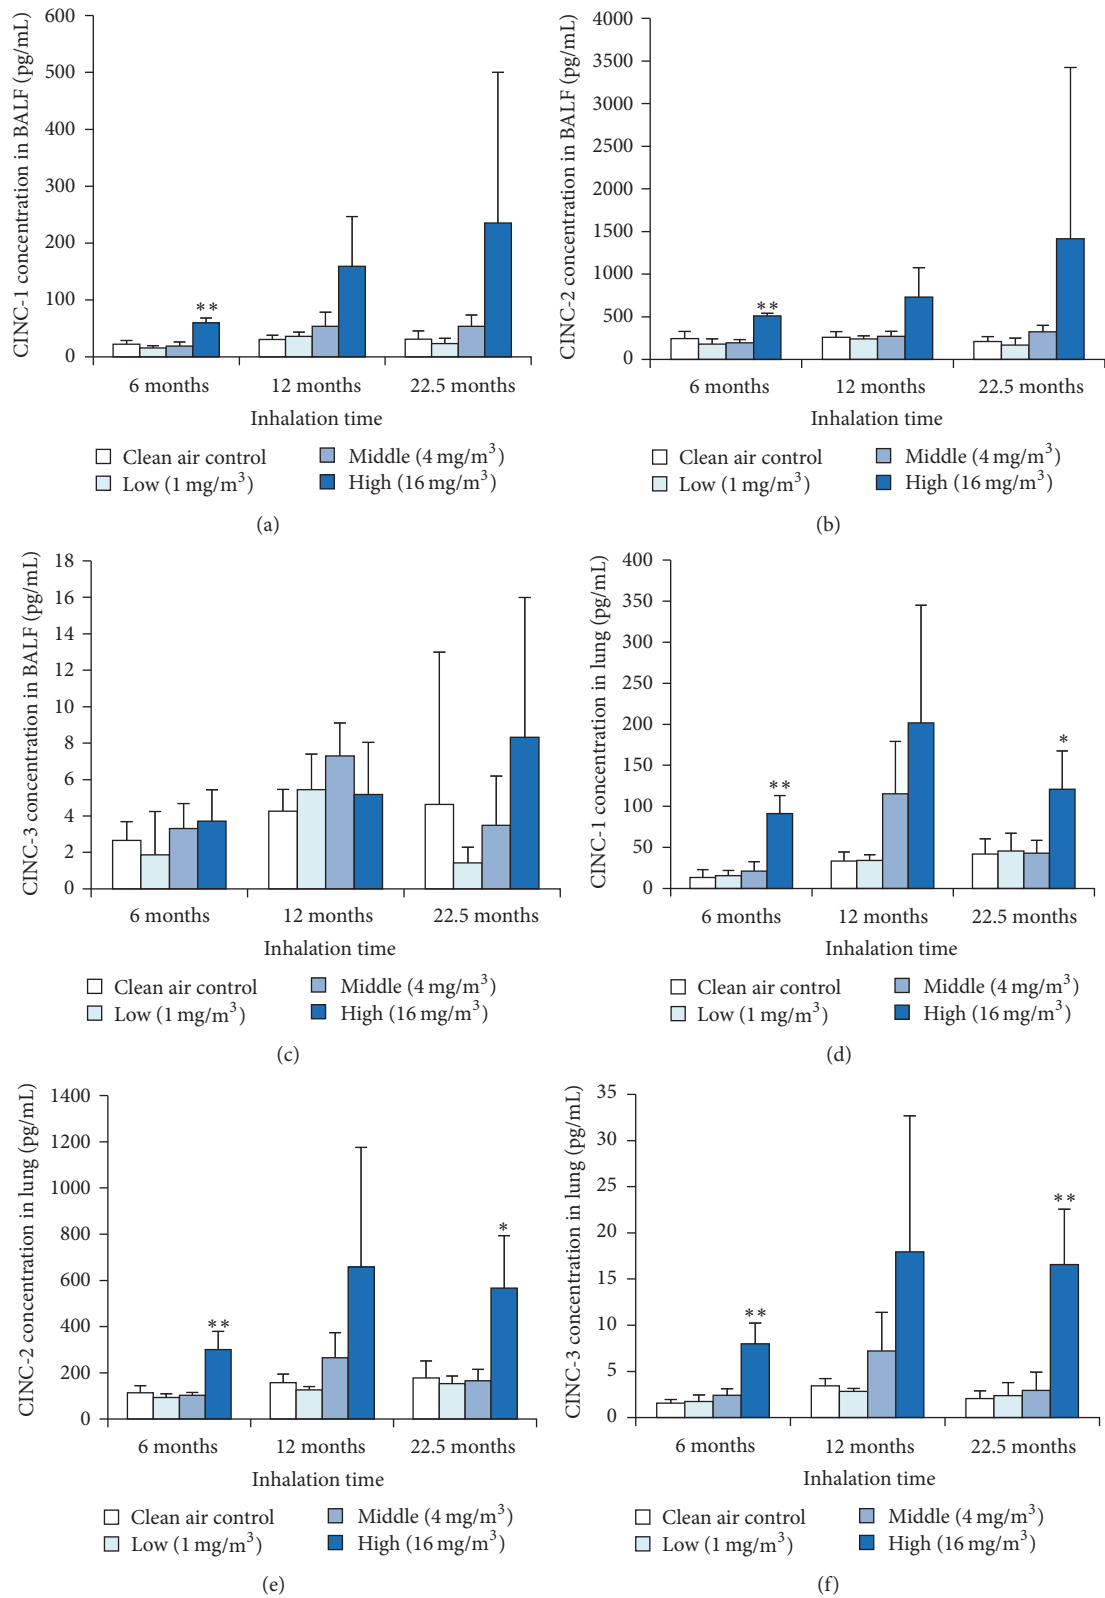 CINC-1 concentration in BALF (pg/mL)
600
500
400
300
200
100
0
**
6 months 12 months 22.5 months
Inhalation time
Clean air control Middle (4 mg/m³)
Low (1 mg/m³) High (16 mg/m³)
(a)
CINC-2 concentration in BALF (pg/mL)
4000
3500
3000
2500
2000
1500
1000
500
0
**
6 months 12 months 22.5 months
Inhalation time
Clean air control Middle (4 mg/m³)
Low (1 mg/m³) High (16 mg/m³)
(b)
CINC-3 concentration in BALF (pg/mL)
18
16
14
12
10
8
6
4
2
0
6 months 12 months 22.5 months
Inhalation time
Clean air control Middle (4 mg/m³)
Low (1 mg/m³) High (16 mg/m³)
(c)
CINC-1 concentration in lung (pg/mL)
400
350
300
250
200
150
100
50
0
** *
6 months 12 months 22.5 months
Inhalation time
Clean air control Middle (4 mg/m³)
Low (1 mg/m³) High (16 mg/m³)
(d)
CINC-2 concentration in lung (pg/mL)
1400
1200
1000
800
600
400
200
0
** *
6 months 12 months 22.5 months
Inhalation time
Clean air control Middle (4 mg/m³)
Low (1 mg/m³) High (16 mg/m³)
(e)
CINC-3 concentration in lung (pg/mL)
35
30
25
20
15
10
5
0
** **
6 months 12 months 22.5 months
Inhalation time
Clean air control Middle (4 mg/m³)
Low (1 mg/m³) High (16 mg/m³)
(f)